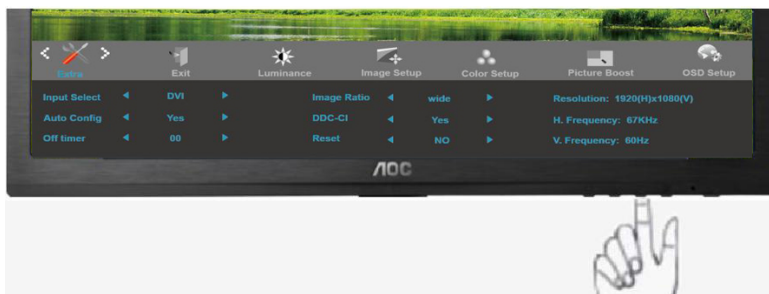 < Extra > Exit Luminance Image Setup Color Setup Picture Boost OSD Setup
Input Select ◄ DVI ► Image Ratio ◄ wide ► Resolution: 1920(H)x1080(V)
Auto Config ◄ Yes ► DDC-CI ◄ Yes ► H. Frequency: 67KHz
Off timer ◄ 00 ► Reset ◄ NO ► V. Frequency: 60Hz
AOC